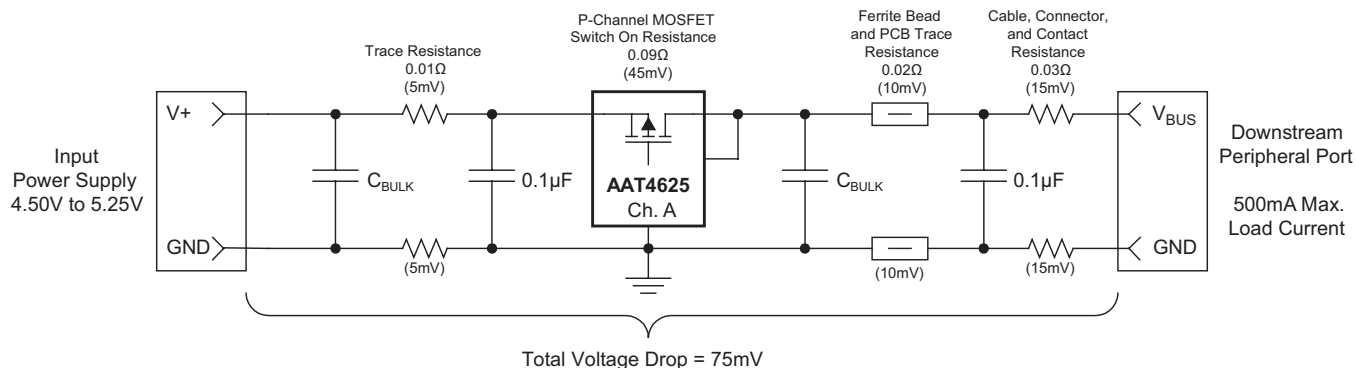 P-Channel MOSFET
Switch On Resistance
0.09Ω
(45mV)
Ferrite Bead
and PCB Trace
Resistance
0.02Ω
(10mV)
Cable, Connector,
and Contact
Resistance
0.03Ω
(15mV)
Trace Resistance
0.01Ω
(5mV)
Input
Power Supply
4.50V to 5.25V
V+
GND
C_BULK
0.1µF
AAT4625
Ch. A
C_BULK
0.1µF
V_BUS
GND
Downstream
Peripheral Port
500mA Max.
Load Current
(5mV)
(10mV)
(15mV)
Total Voltage Drop = 75mV